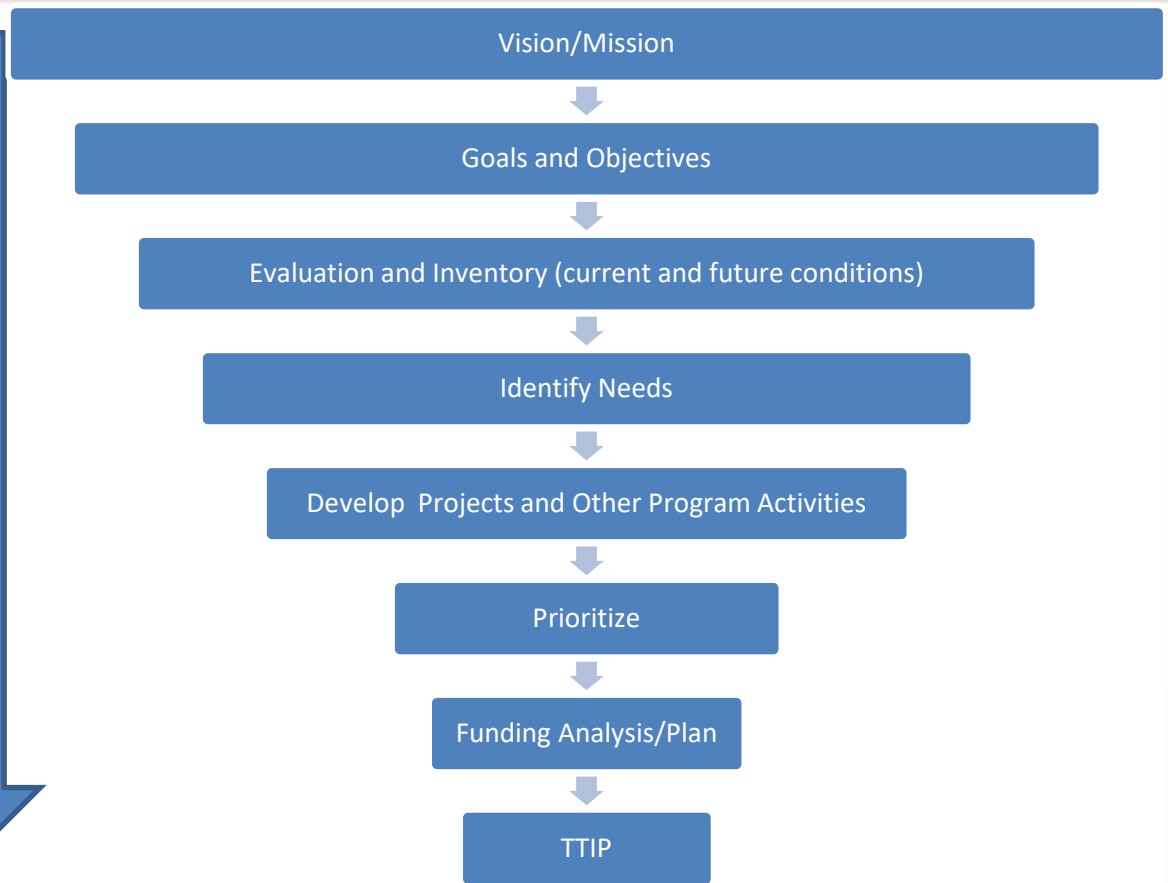 Vision/Mission
Goals and Objectives
Evaluation and Inventory (current and future conditions)
Identify Needs
Develop  Projects and Other Program Activities
Prioritize
Funding Analysis/Plan
TTIP